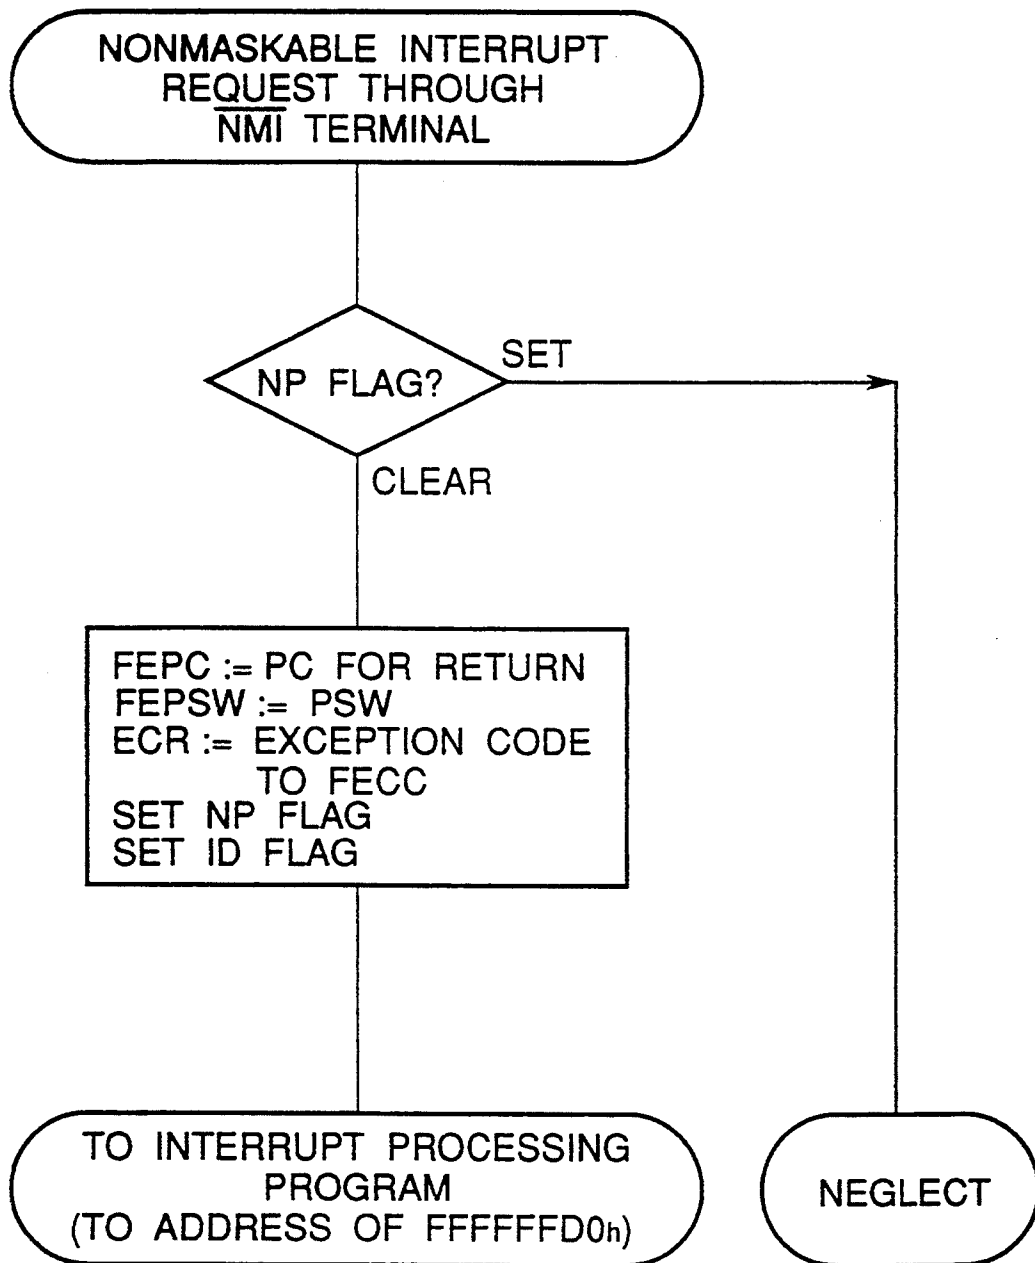 NONMASKABLE INTERRUPT
REQUEST THROUGH
NMI TERMINAL
NP FLAG?
SET
CLEAR
FEPC := PC FOR RETURN
FEPSW := PSW
ECR := EXCEPTION CODE
TO FECC
SET NP FLAG
SET ID FLAG
TO INTERRUPT PROCESSING
PROGRAM
(TO ADDRESS OF FFFFFFD0h)
NEGLECT